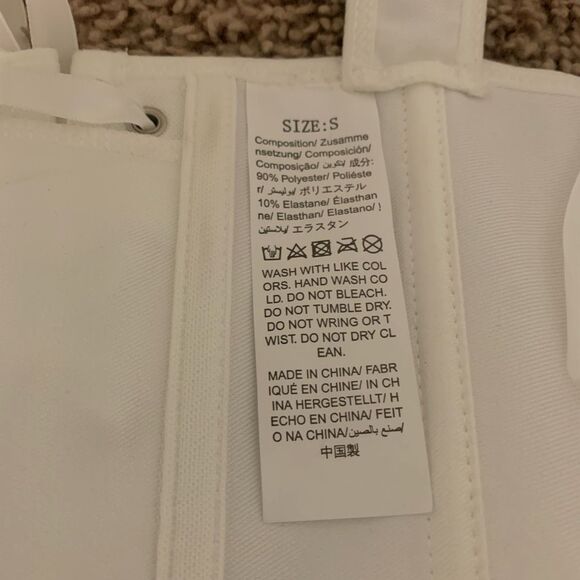 SIZE:S
Composition/ Zusamme
nsetzung/ Composición/
Composição/ تكوين/ 成分:
90% Polyester/ Poliéste
r/ بوليستر/ ポリエステル
10% Elastane/ Élasthan
ne/ Elasthan/ Elastano/
إيلاستين/ エラスタン
WASH WITH LIKE COL
ORS. HAND WASH CO
LD. DO NOT BLEACH.
DO NOT TUMBLE DRY.
DO NOT WRING OR T
WIST. DO NOT DRY CL
EAN.
MADE IN CHINA/ FABR
IQUÉ EN CHINE/ IN CH
INA HERGESTELLT/ H
ECHO EN CHINA/ FEIT
O NA CHINA/صنع بالصين/
中国製